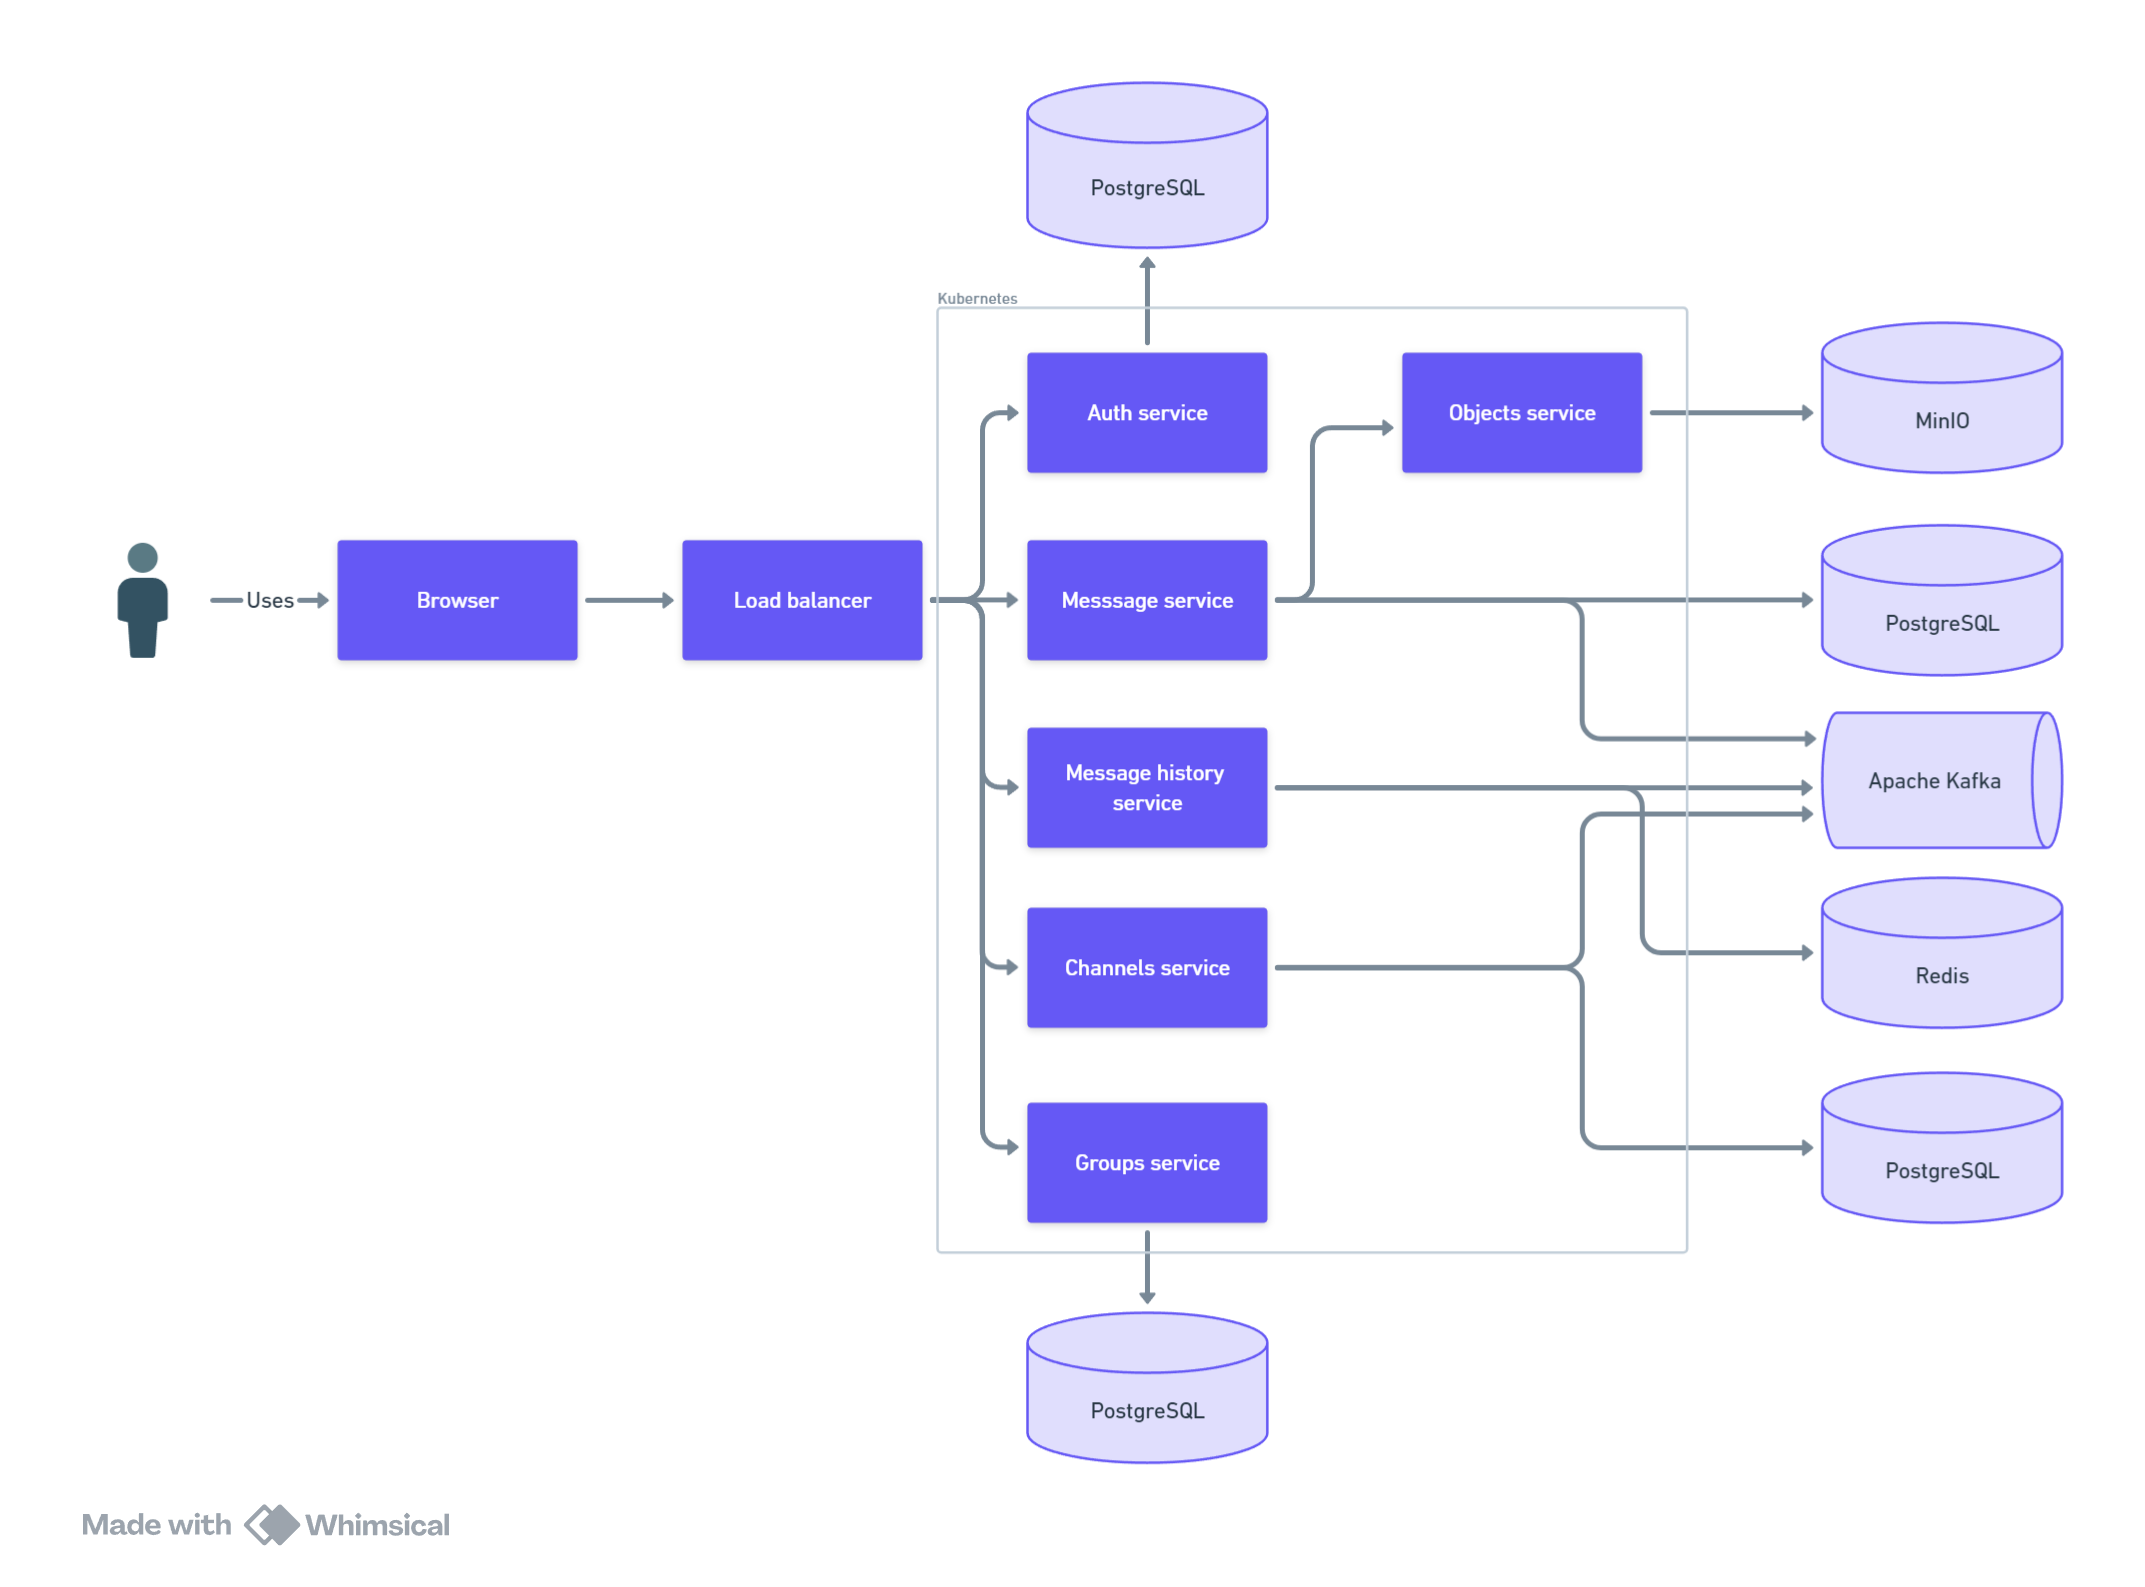 PostgreSQL
Kubernetes
Auth service
Objects service
MinIO
Uses
Browser
Load balancer
Messsage service
PostgreSQL
Message history
service
Apache Kafka
Channels service
Redis
Groups service
PostgreSQL
PostgreSQL
Made with Whimsical